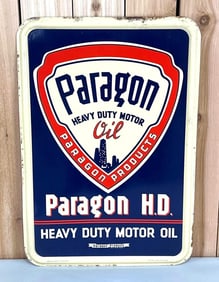 Paragon
HEAVY DUTY MOTOR
Oil
PARAGON PRODUCTS
Paragon H.D.
HEAVY DUTY MOTOR OIL